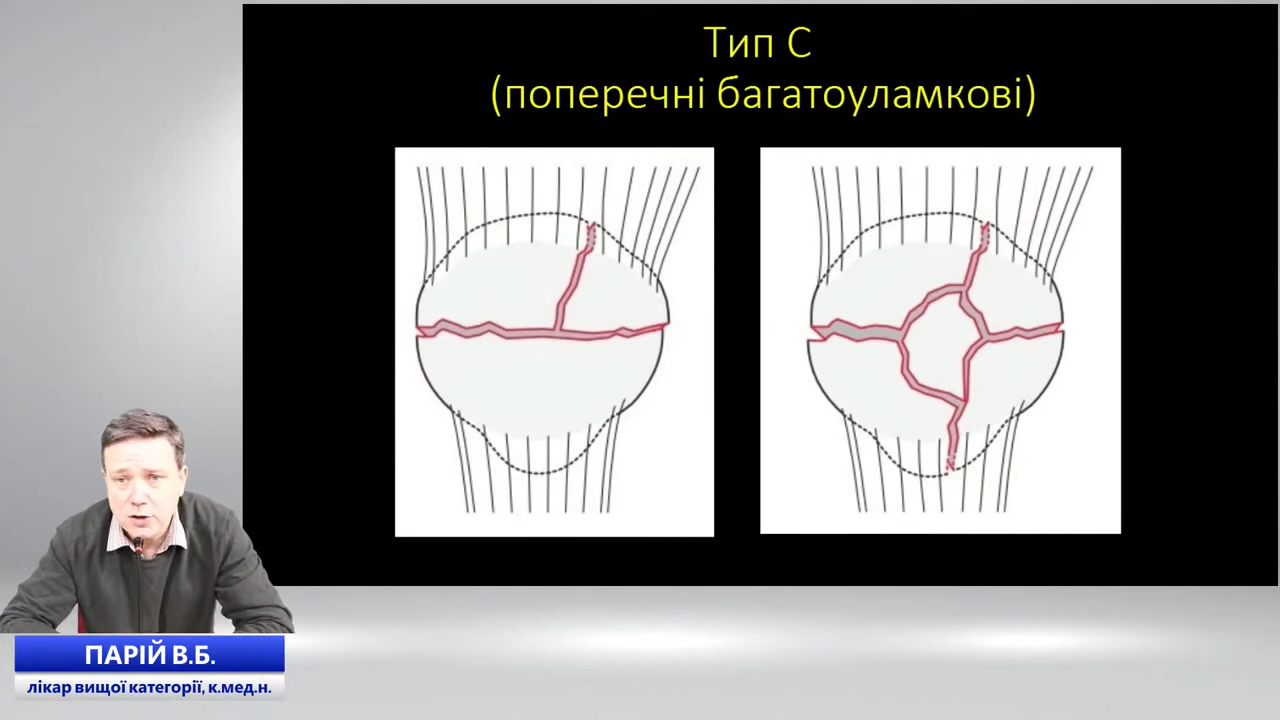 Тип С
(поперечні багатоуламкові)
ПАРІЙ В.Б.
лікар вищої категорії, к.мед.н.